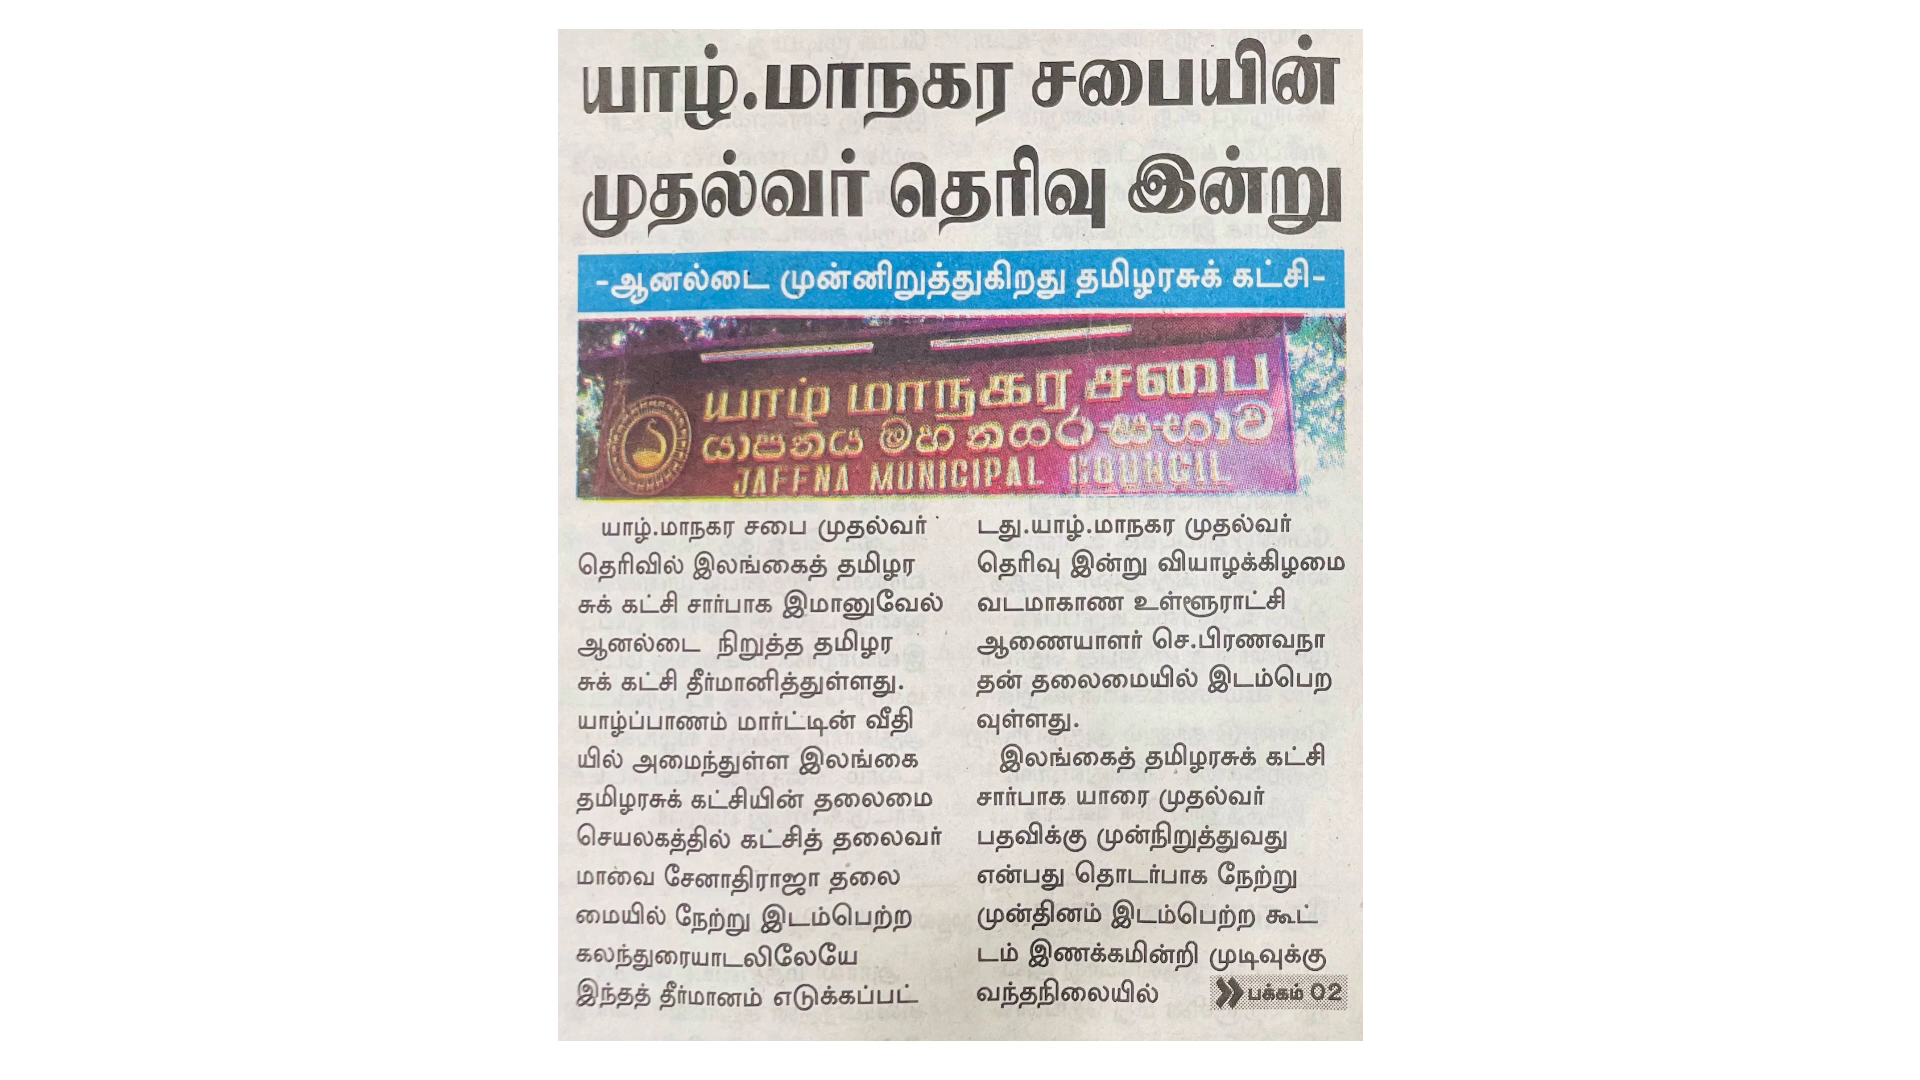 யாழ்.மாநகர சபையின்
முதல்வர் தெரிவு இன்று
-ஆனல்டை முன்னிறுத்துகிறது தமிழரசுக் கட்சி-
யாழ் மாநகர சபை
යාපනය මහ නගර සභාව
JAFFNA MUNICIPAL COUNCIL
யாழ்.மாநகர சபை முதல்வர்
தெரிவில் இலங்கைத் தமிழர
சுக் கட்சி சார்பாக இமானுவேல்
ஆனல்டை நிறுத்த தமிழர
சுக் கட்சி தீர்மானித்துள்ளது.
யாழ்ப்பாணம் மார்ட்டின் வீதி
யில் அமைந்துள்ள இலங்கை
தமிழரசுக் கட்சியின் தலைமை
செயலகத்தில் கட்சித் தலைவர்
மாவை சேனாதிராஜா தலை
மையில் நேற்று இடம்பெற்ற
கலந்துரையாடலிலேயே
இந்தத் தீர்மானம் எடுக்கப்பட்
டது.யாழ்.மாநகர முதல்வர்
தெரிவு இன்று வியாழக்கிழமை
வடமாகாண உள்ளூராட்சி
ஆணையாளர் செ.பிரணவநா
தன் தலைமையில் இடம்பெற
வுள்ளது.
இலங்கைத் தமிழரசுக் கட்சி
சார்பாக யாரை முதல்வர்
பதவிக்கு முன்நிறுத்துவது
என்பது தொடர்பாக நேற்று
முன்தினம் இடம்பெற்ற கூட்
டம் இணக்கமின்றி முடிவுக்கு
வந்தநிலையில்
பக்கம் 02